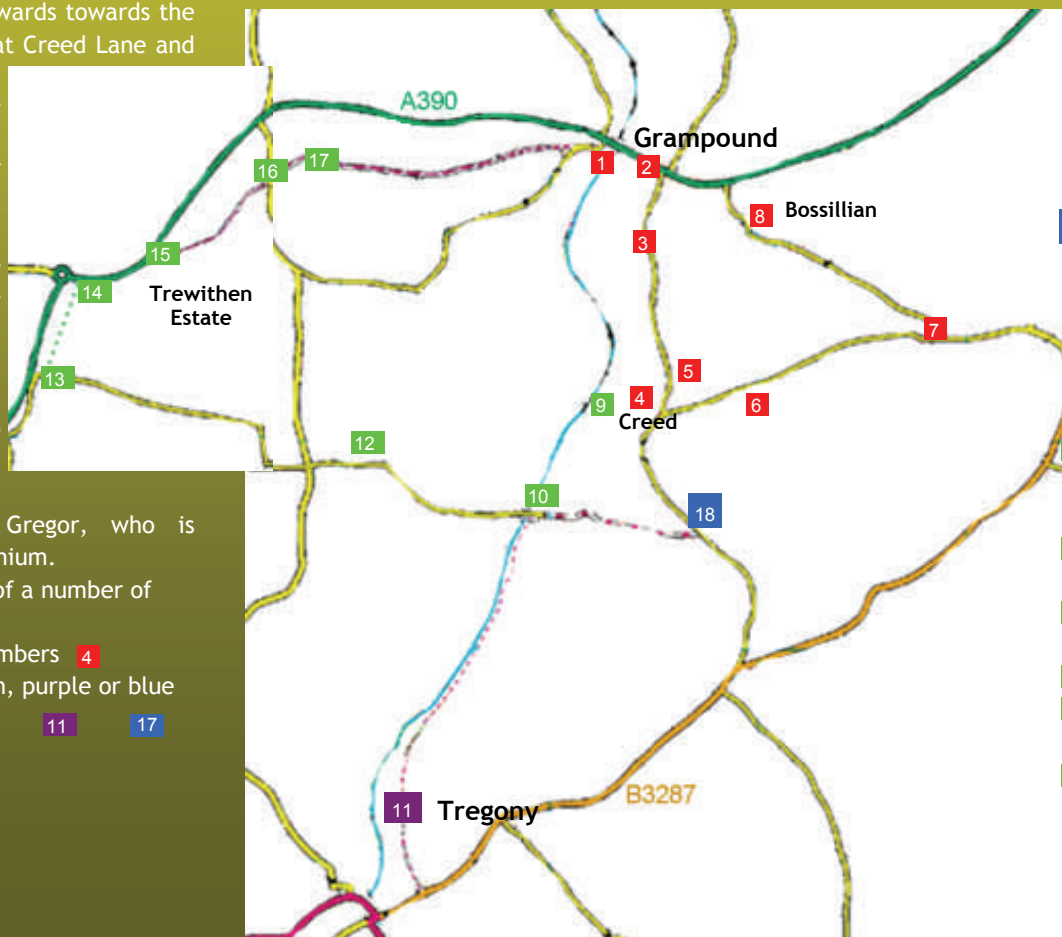 wards towards the
at Creed Lane and
A390
Grampound
1
2
17
16
8 Bossillian
3
15
14
Trewithen
Estate
7
5
13
9
4
6
Creed
12
10
18
Gregor, who is
nium.
of a number of
mbers 4
n, purple or blue
11 17
B3287
11 Tregony